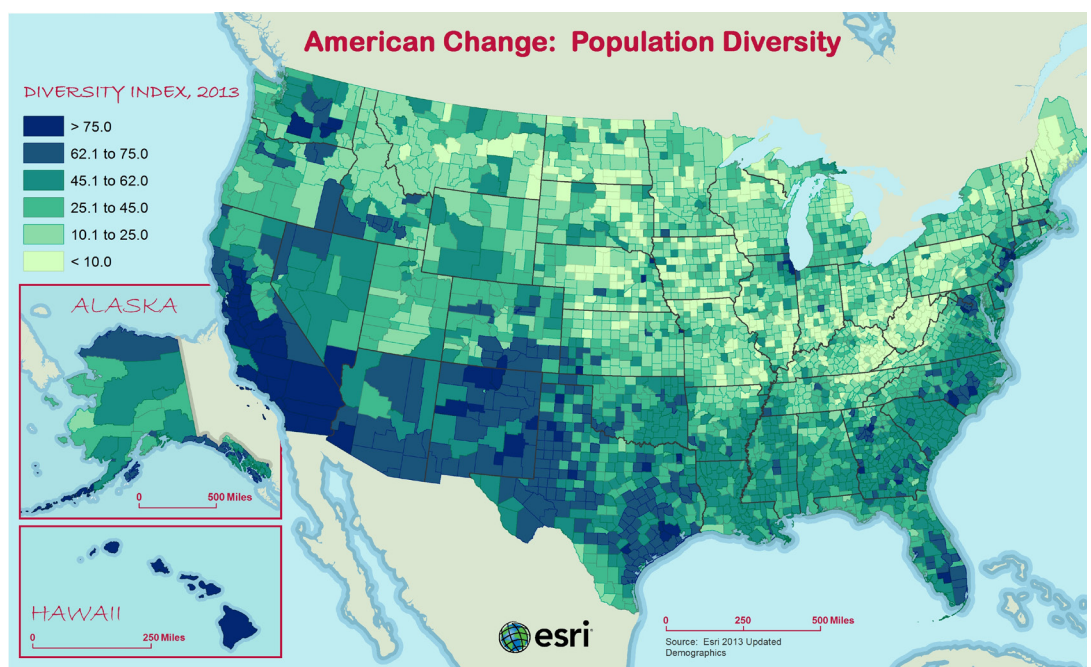 American Change:  Population Diversity
DIVERSITY INDEX, 2013
> 75.0
62.1 to 75.0
45.1 to 62.0
25.1 to 45.0
10.1 to 25.0
< 10.0
ALASKA
0 500 Miles
HAWAII
0 250 Miles
esri
0 500 Miles
Source:  Esri 2013 Updated
Demographics